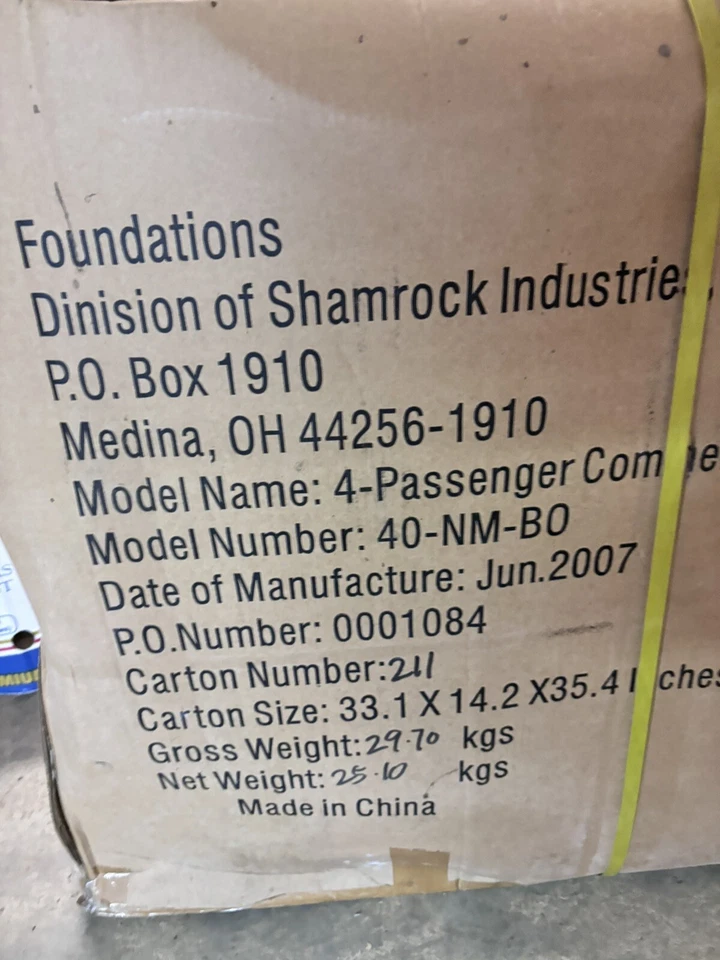 Foundations
Dinision of Shamrock Industrie
P.O. Box 1910
Medina, OH 44256-1910
Model Name: 4-Passenger Com
Model Number: 40-NM-BO
Date of Manufacture: Jun.2007
P.O.Number: 0001084
Carton Number:211
Carton Size: 33.1 X 14.2 X35.4 I ches
Gross Weight:29.70 kgs
Net Weight: 25.10 kgs
Made in China